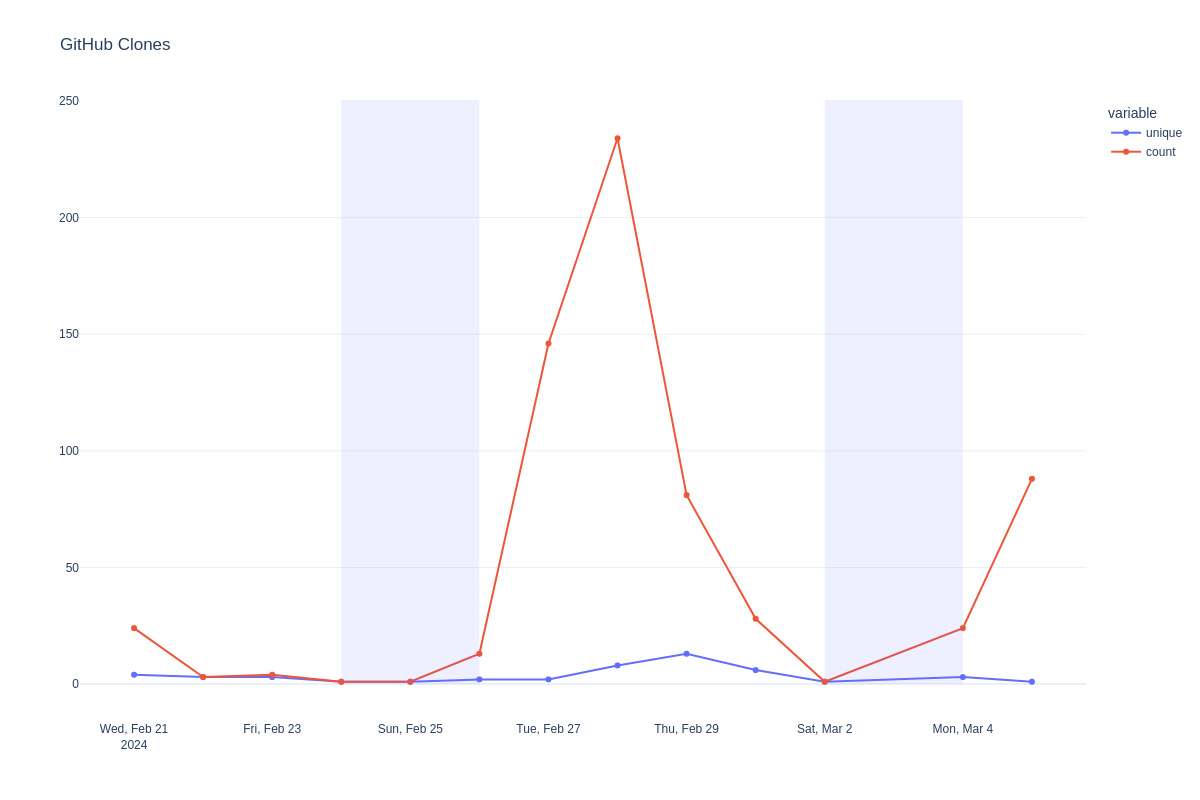 GitHub Clones
250
200
150
100
50
0
Wed, Feb 21
2024
Fri, Feb 23
Sun, Feb 25
Tue, Feb 27
Thu, Feb 29
Sat, Mar 2
Mon, Mar 4
variable
unique
count